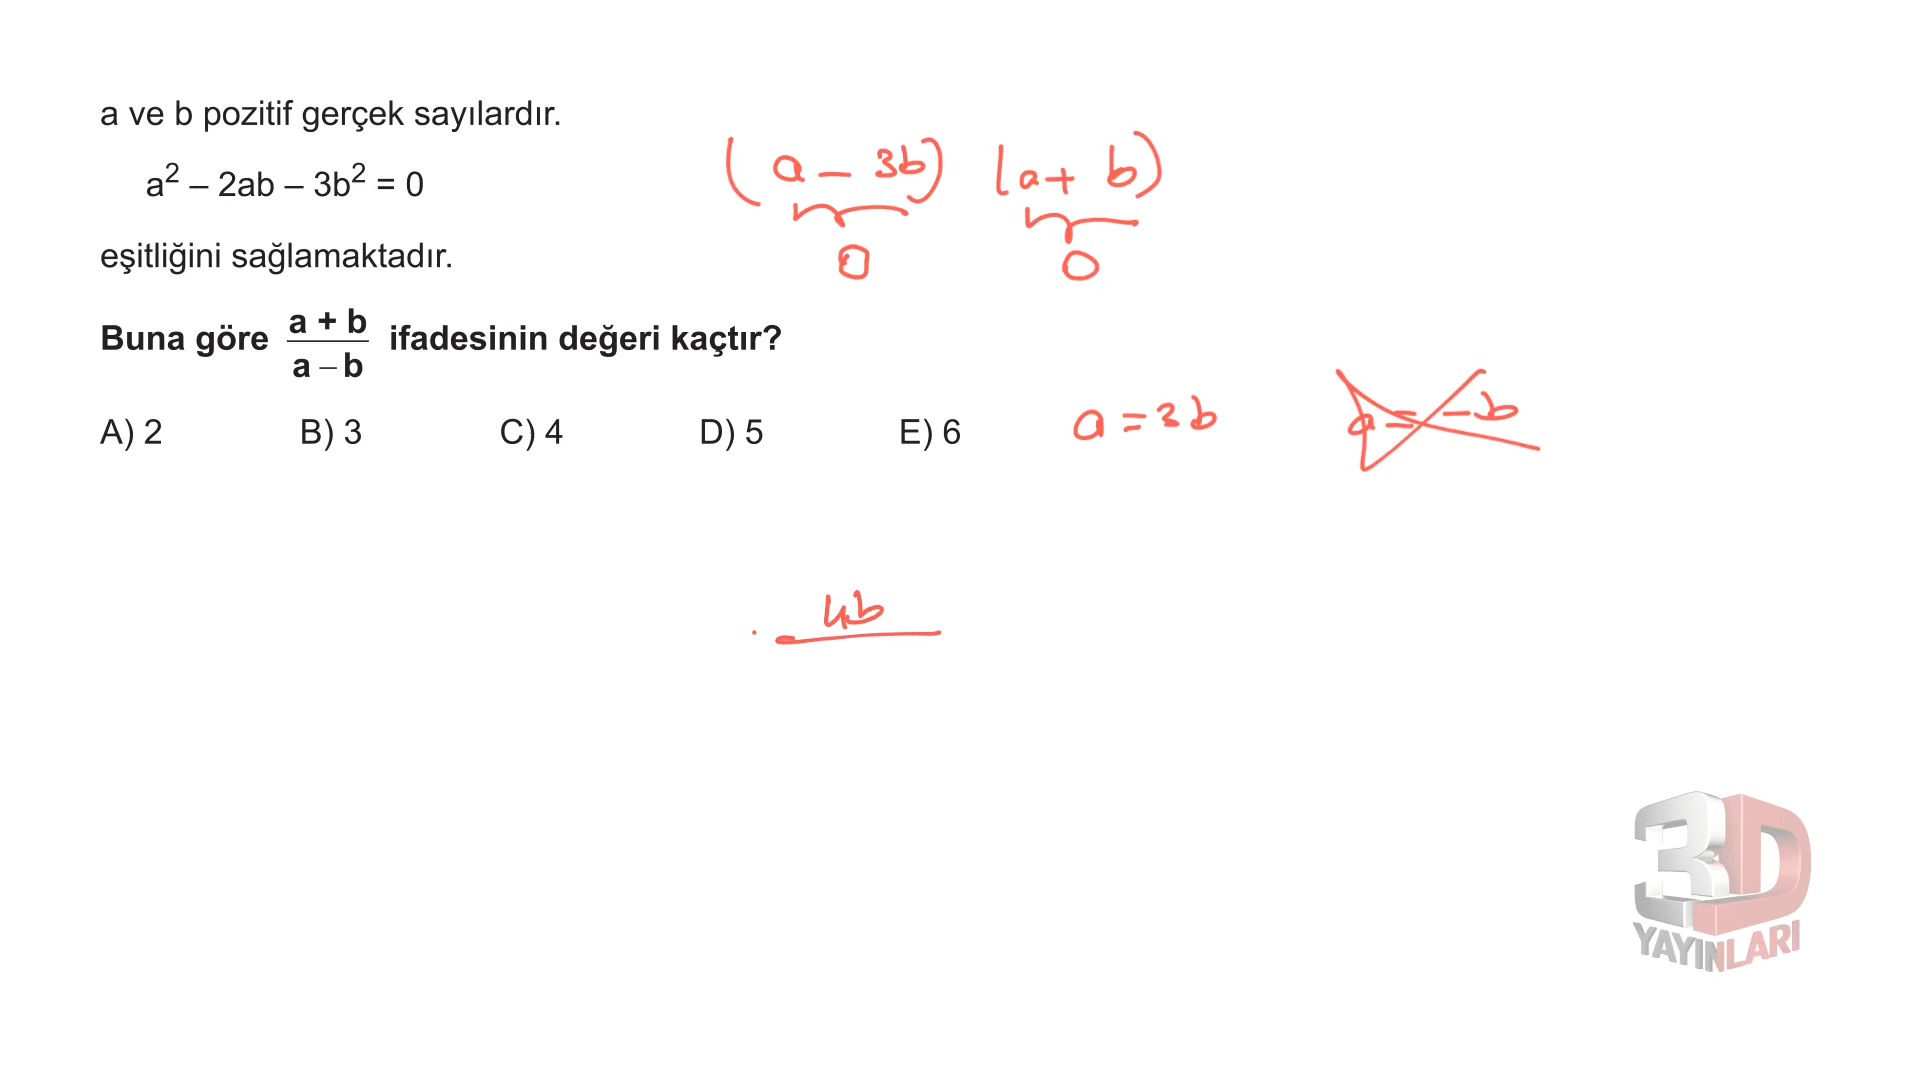 a ve b pozitif gerçek sayılardır.
a² – 2ab – 3b² = 0
eşitliğini sağlamaktadır.
Buna göre (a + b)/(a – b) ifadesinin değeri kaçtır?
A) 2 B) 3 C) 4 D) 5 E) 6
(a – 3b) (a + b)
0 0
a = 3b a = –b
4b
3D
YAYINLARI